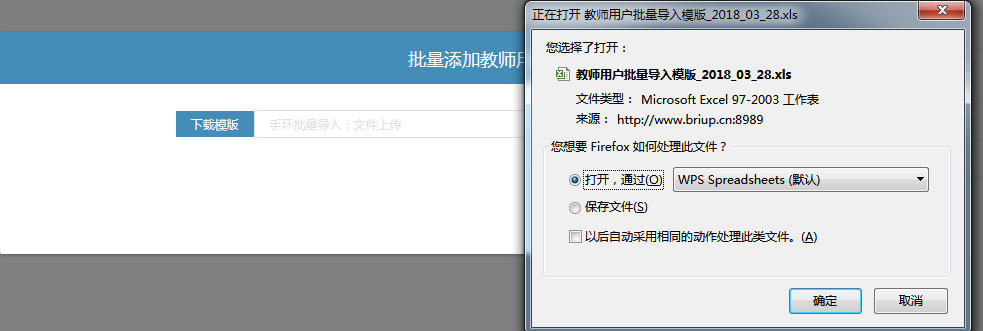 正在打开 教师用户批量导入模版_2018_03_28.xls
批量添加教师用
您选择了打开：
教师用户批量导入模版_2018_03_28.xls
文件类型： Microsoft Excel 97-2003 工作表
来源： http://www.briup.cn:8989
下载模版
手环批量导入：文件上传
您想要 Firefox 如何处理此文件？
打开，通过(O)
WPS Spreadsheets (默认)
保存文件(S)
以后自动采用相同的动作处理此类文件。(A)
确定
取消